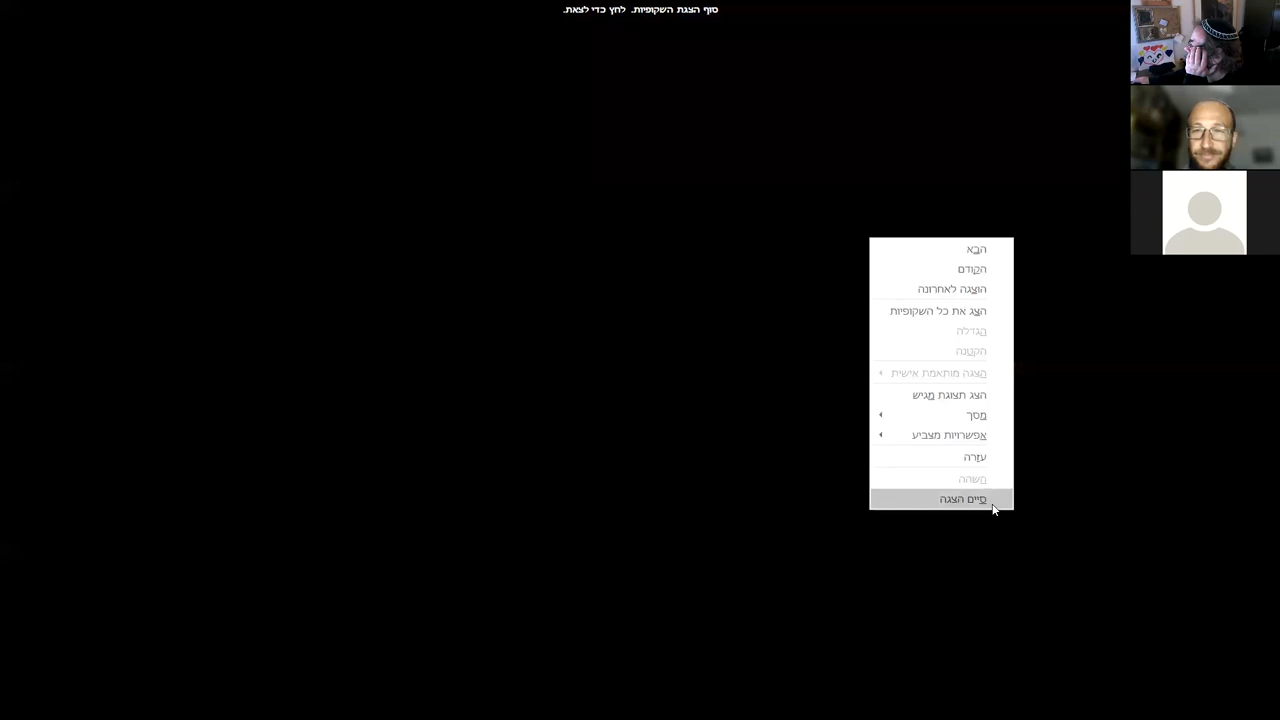 סוף הצגת השקופיות. לחץ כדי לצאת.
הבא
הקודם
הוצגה לאחרונה
הצג את כל השקופיות
הגדלה
הקטנה
הצגה מותאמת אישית
הצג תצוגת מגיש
מסך
אפשרויות מצביע
עזרה
השהה
סיים הצגה